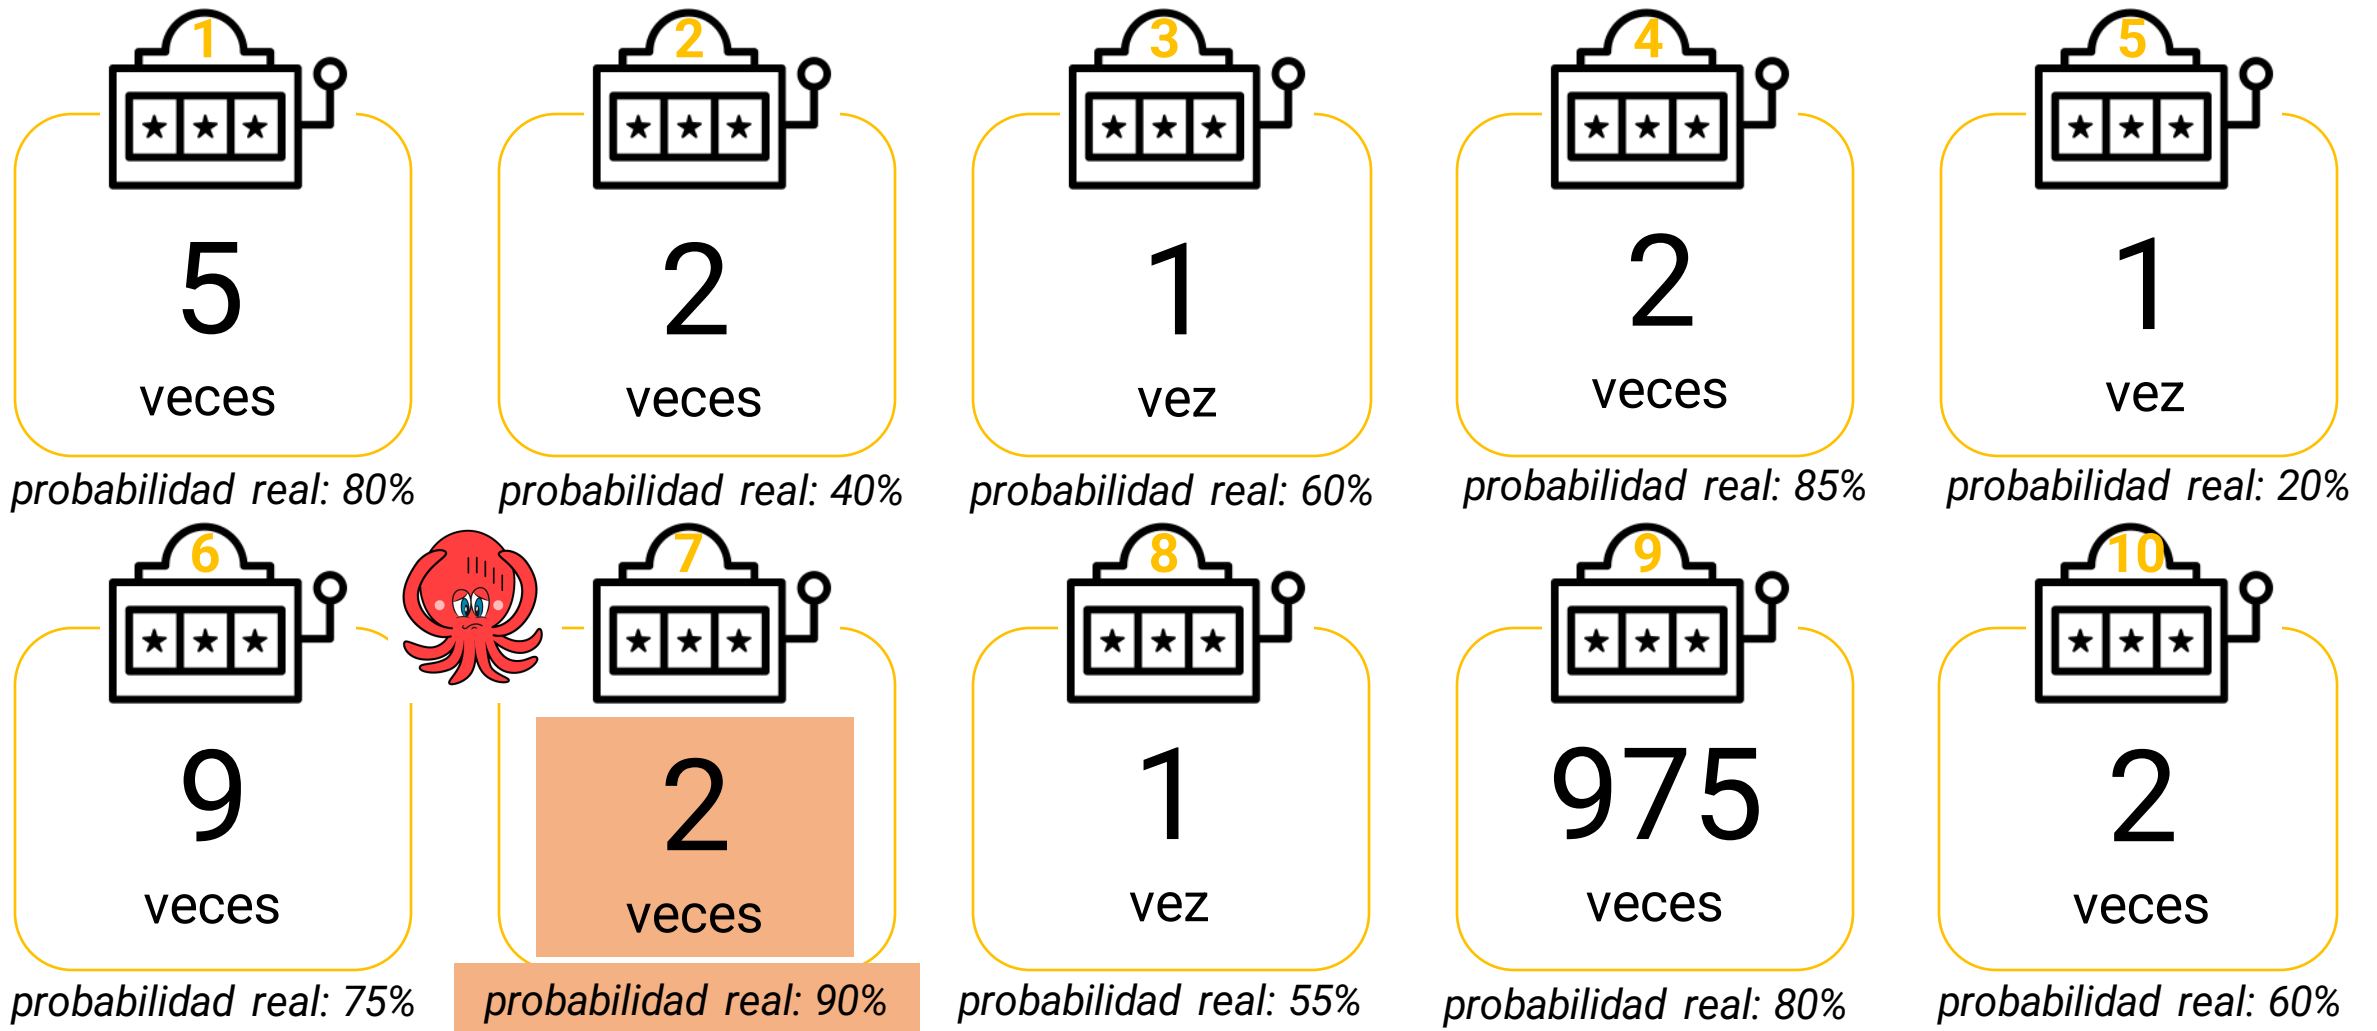 1
5
veces
probabilidad real: 80%
2
2
veces
probabilidad real: 40%
3
1
vez
probabilidad real: 60%
4
2
veces
probabilidad real: 85%
5
1
vez
probabilidad real: 20%
6
9
veces
probabilidad real: 75%
7
2
veces
probabilidad real: 90%
8
1
vez
probabilidad real: 55%
9
975
veces
probabilidad real: 80%
10
2
veces
probabilidad real: 60%